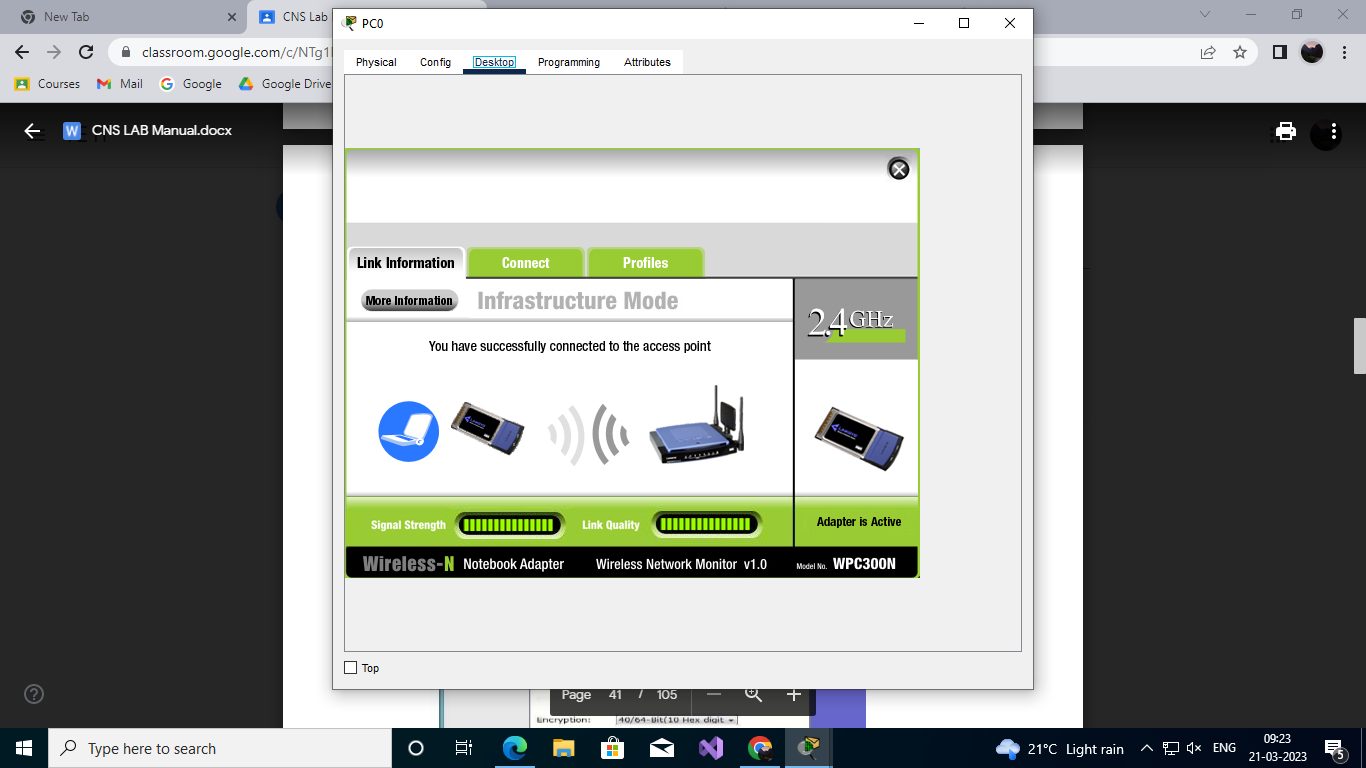 New Tab
CNS Lab
PC0
classroom.google.com/c/NTg1
Courses
Mail
Google
Google Drive
Physical
Config
Desktop
Programming
Attributes
W
CNS LAB Manual.docx
Link Information
Connect
Profiles
More Information
Infrastructure Mode
2.4GHz
You have successfully connected to the access point
Signal Strength
Link Quality
Adapter is Active
Wireless-N Notebook Adapter
Wireless Network Monitor v1.0
Model No. WPC300N
Top
Page 41 / 105
Encryption:
40/64-Bit(10 Hex digit
Type here to search
21°C Light rain
ENG
09:23
21-03-2023
5